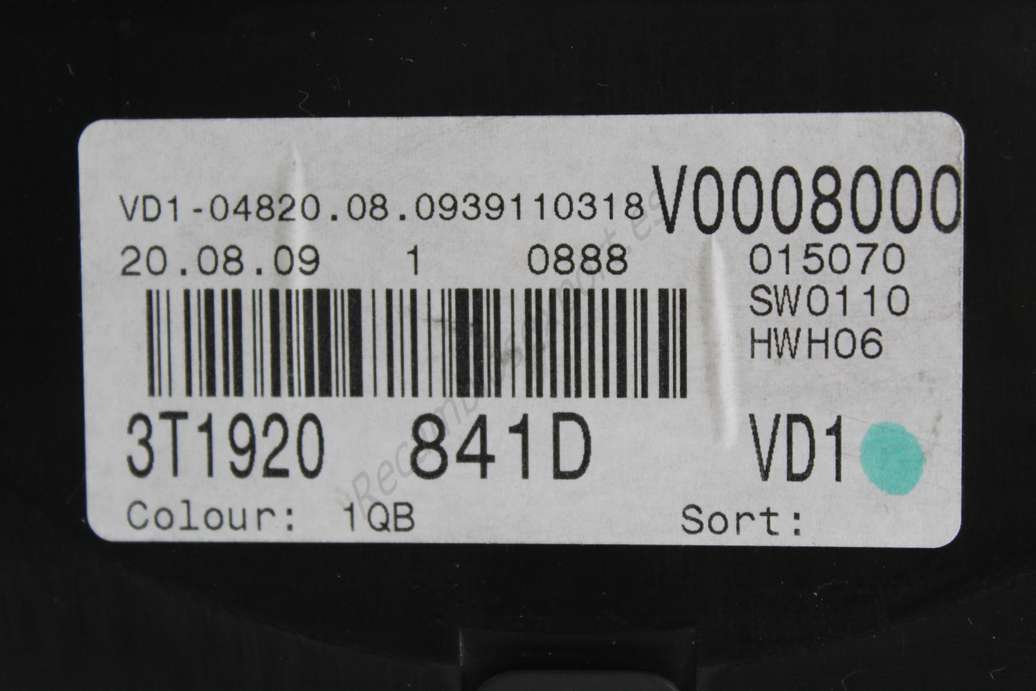 VD1-04820.08.0939110318 V0008000
20.08.09 1 0888 015070
SW0110
HWH06
3T1920 841D VD1
Colour: 1QB Sort: